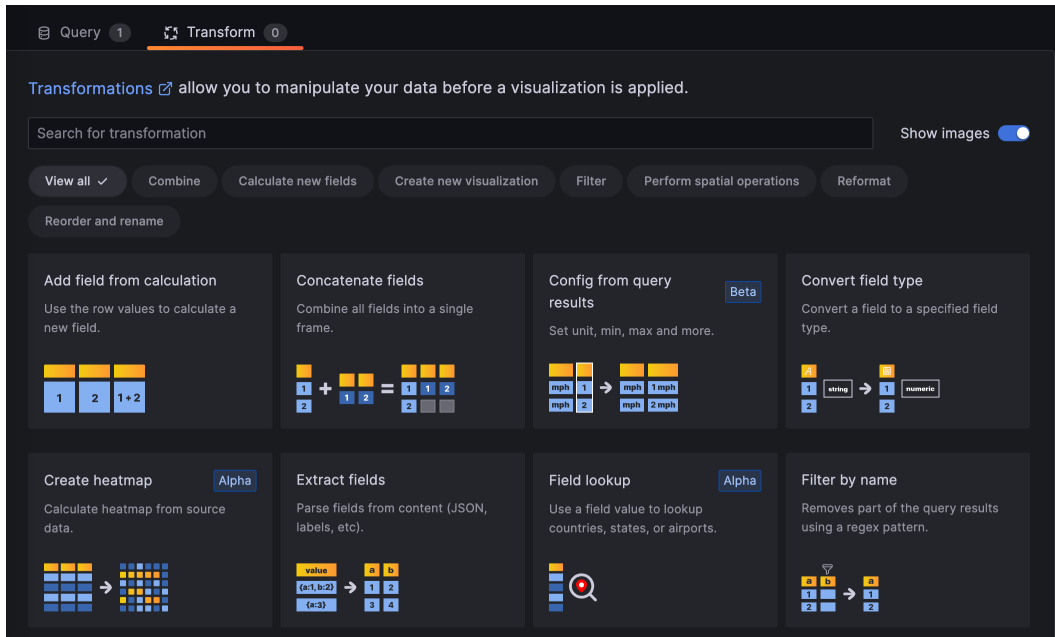 Query 1 Transform 0
Transformations allow you to manipulate your data before a visualization is applied.
Search for transformation
Show images
View all Combine Calculate new fields Create new visualization Filter Perform spatial operations Reformat
Reorder and rename
Add field from calculation
Use the row values to calculate a
new field.
1 2 1+2
Concatenate fields
Combine all fields into a single
frame.
1 + = 1 1 2
2 1 2 2
Config from query
results
Beta
Set unit, min, max and more.
mph 1 mph 1 mph
mph 2 mph 2 mph
Convert field type
Convert a field to a specified field
type.
A
1 string 1 numeric
2 2
Create heatmap
Alpha
Calculate heatmap from source
data.
Extract fields
Parse fields from content (JSON,
labels, etc).
value a b
{a:1, b:2} 1 2
{a:3} 3 4
Field lookup
Alpha
Use a field value to lookup
countries, states, or airports.
Filter by name
Removes part of the query results
using a regex pattern.
a b a
1 1
2 2